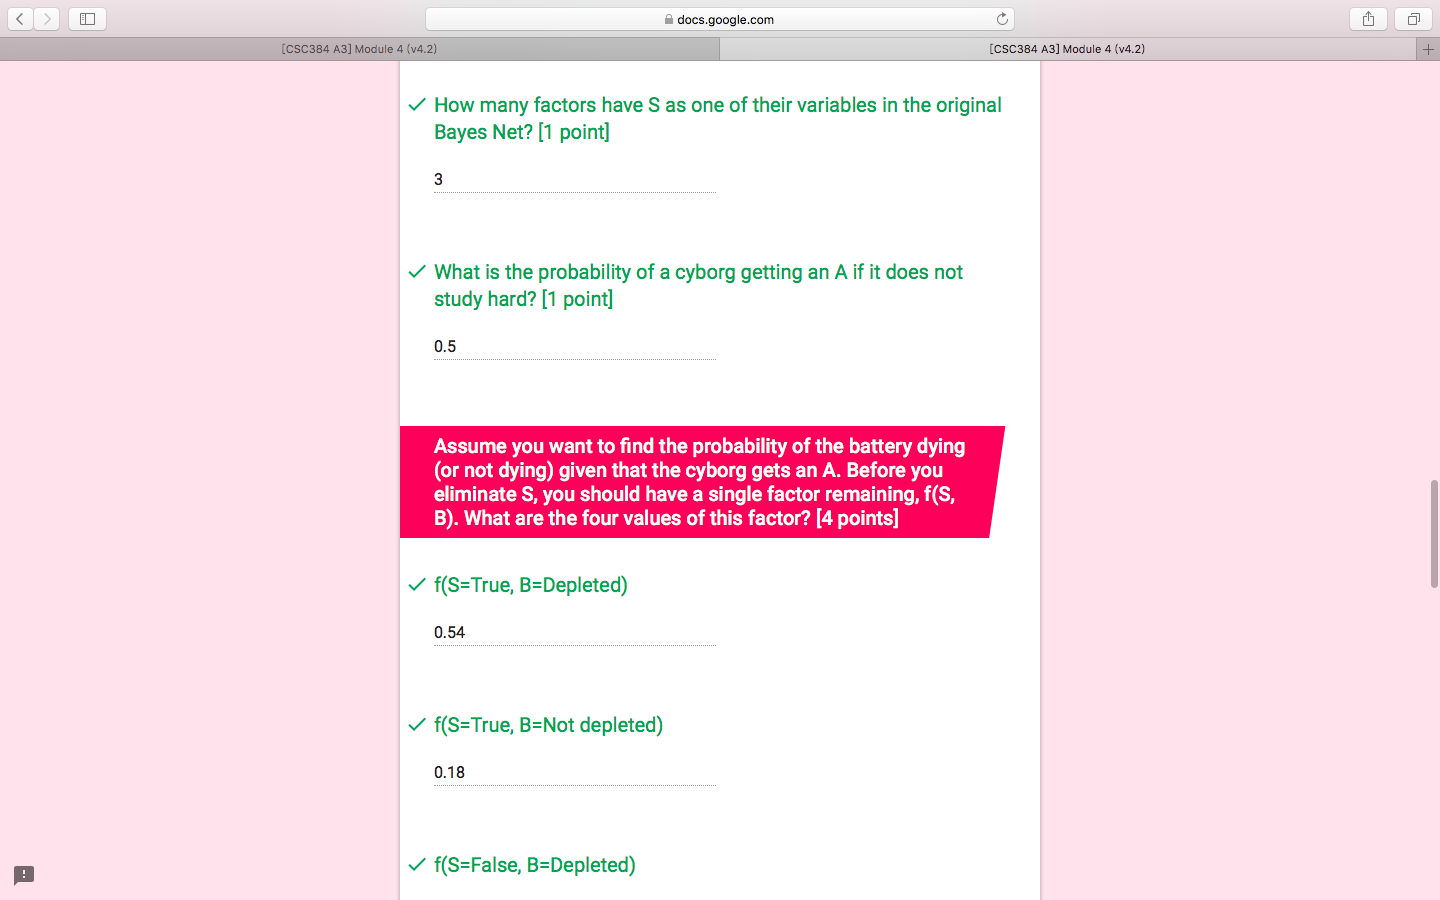 docs.google.com
[CSC384 A3] Module 4 (v4.2)
[CSC384 A3] Module 4 (v4.2)
How many factors have S as one of their variables in the original
Bayes Net? [1 point]
3
What is the probability of a cyborg getting an A if it does not
study hard? [1 point]
0.5
Assume you want to find the probability of the battery dying
(or not dying) given that the cyborg gets an A. Before you
eliminate S, you should have a single factor remaining, f(S,
B). What are the four values of this factor? [4 points]
f(S=True, B=Depleted)
0.54
f(S=True, B=Not depleted)
0.18
f(S=False, B=Depleted)